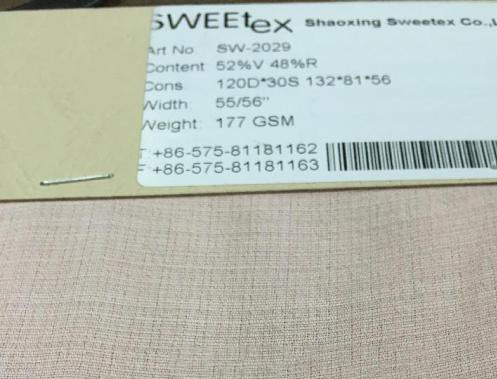 SWEEtex Shaoxing Sweetex Co.,L
Art No SW-2029
Content 52%V 48%R
Cons. 120D*30S 132*81*56
Width: 55/56"
Weight: 177 GSM
T +86-575-81181162
F +86-575-81181163